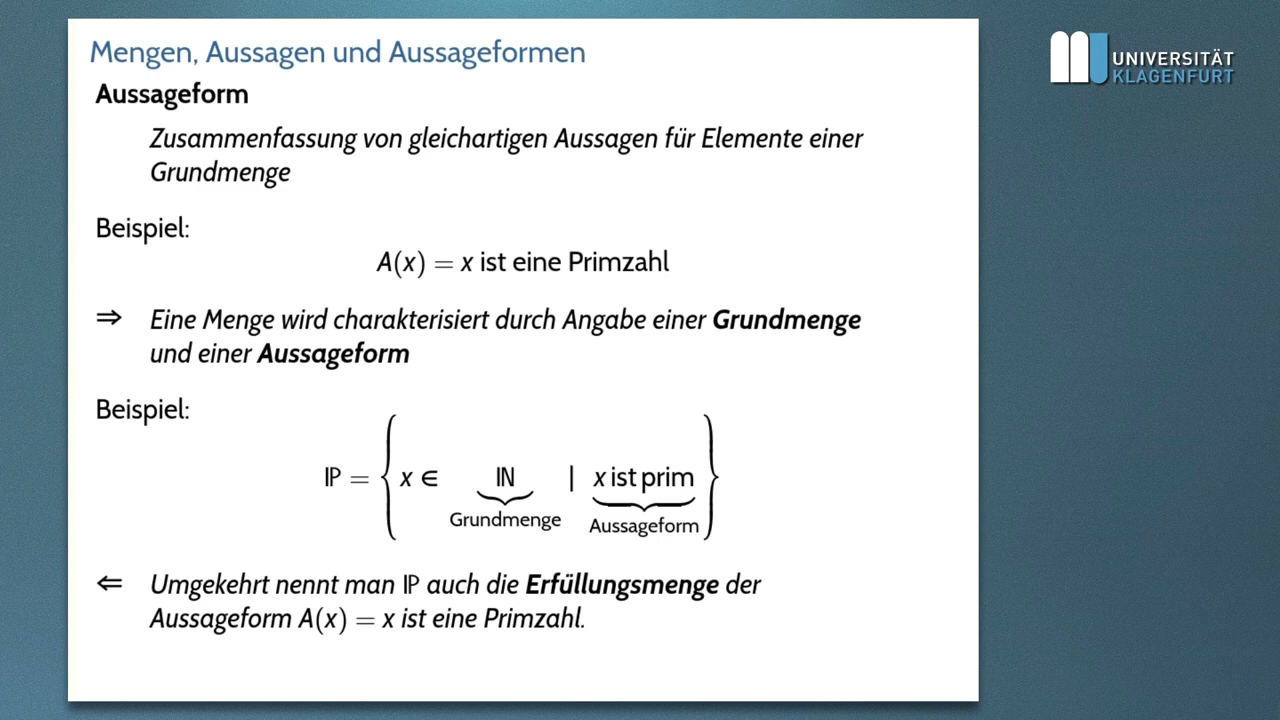 Mengen, Aussagen und Aussageformen
UNIVERSITÄT
KLAGENFURT
Aussageform
Zusammenfassung von gleichartigen Aussagen für Elemente einer
Grundmenge
Beispiel:
A(x) = x ist eine Primzahl
⇒ Eine Menge wird charakterisiert durch Angabe einer Grundmenge
und einer Aussageform
Beispiel:
ℙ = { x ∈ ℕ | x ist prim }
Grundmenge Aussageform
⇐ Umgekehrt nennt man ℙ auch die Erfüllungsmenge der
Aussageform A(x) = x ist eine Primzahl.